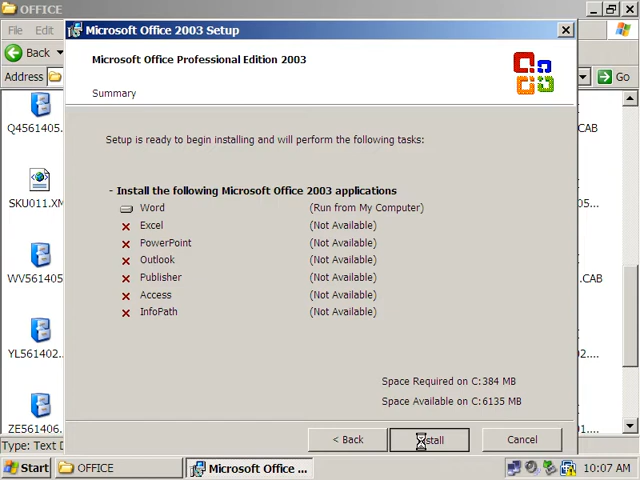 OFFICE
Microsoft Office 2003 Setup
File Edit
Back
Microsoft Office Professional Edition 2003
Address
Go
Summary
Q4561405.
.CAB
Setup is ready to begin installing and will perform the following tasks:
- Install the following Microsoft Office 2003 applications
SKU011.XM
Word (Run from My Computer)
Excel (Not Available)
PowerPoint (Not Available)
Outlook (Not Available)
WV561405
.CAB
Publisher (Not Available)
Access (Not Available)
InfoPath (Not Available)
YL561402.
.CAB
Space Required on C:384 MB
Space Available on C:6135 MB
ZE561406
< Back
Cancel
Type: Text D
Start
OFFICE
Microsoft Office 2003 ...
10:07 AM